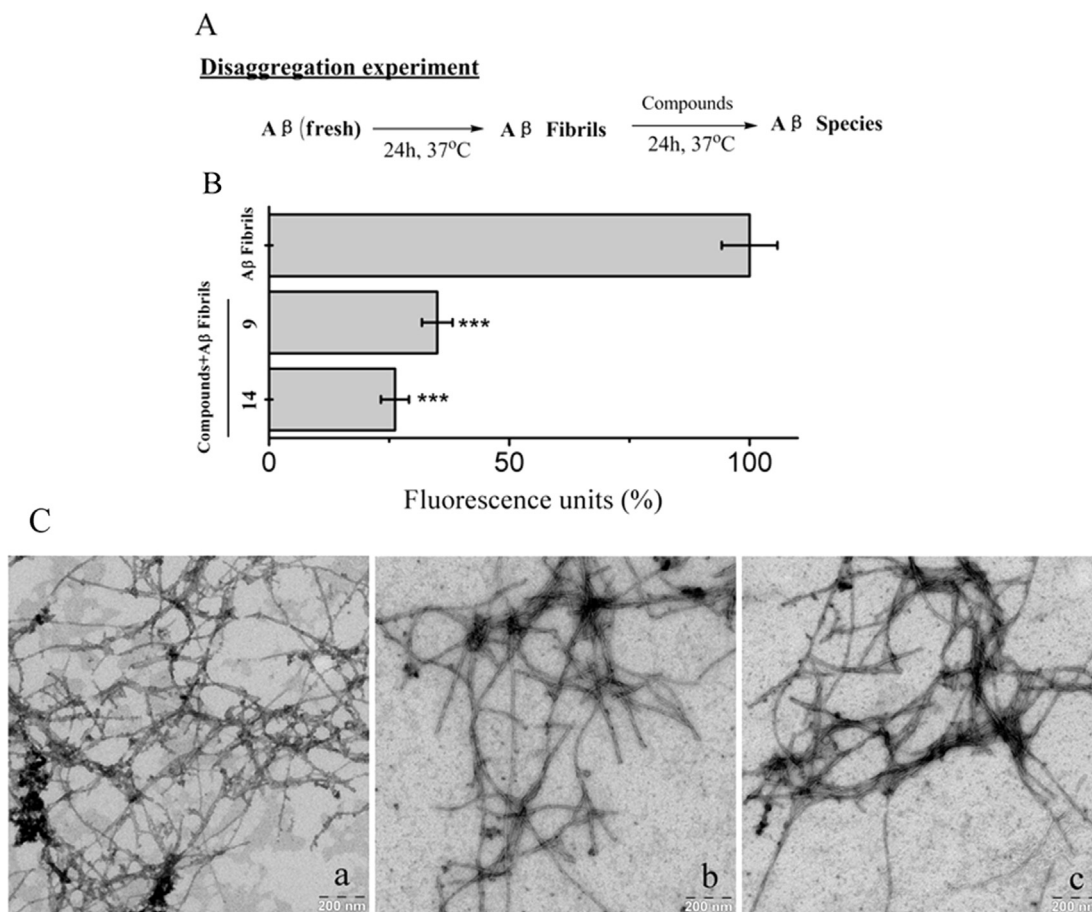 A
Disaggregation experiment
Aβ(fresh) 24h, 37°C Aβ Fibrils Compounds 24h, 37°C Aβ Species
B
Aβ Fibrils
Compounds+Aβ Fibrils
9
***
14
***
0 50 100
Fluorescence units (%)
C
a
200 nm
b
200 nm
c
200 nm